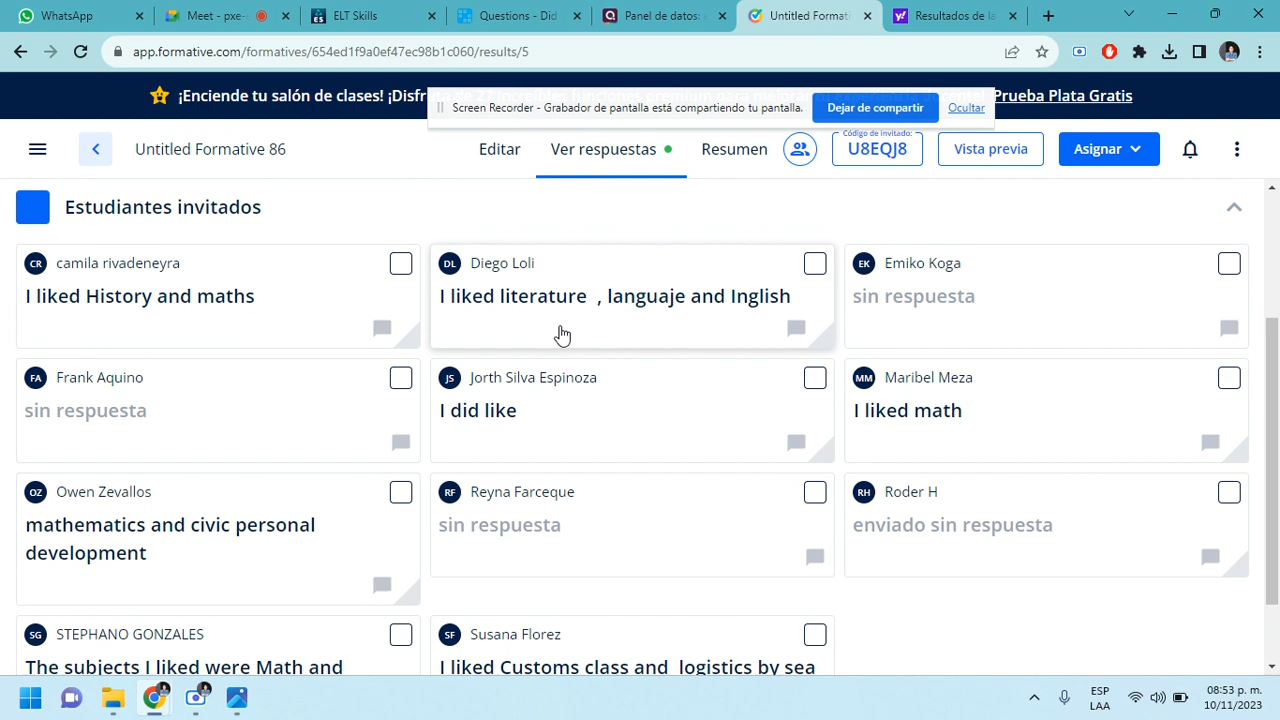 WhatsApp
Meet - pxe-
ELT Skills
Questions - Did
Panel de datos:
Untitled Formati
Resultados de la
app.formative.com/formatives/654ed1f9a0ef47ec98b1c060/results/5
¡Enciende tu salón de clases! ¡Disfr
Prueba Plata Gratis
Screen Recorder - Grabador de pantalla está compartiendo tu pantalla.
Dejar de compartir
Ocultar
Untitled Formative 86
Editar
Ver respuestas
Resumen
Código de invitado:
U8EQJ8
Vista previa
Asignar
Estudiantes invitados
CR camila rivadeneyra
I liked History and maths
DL Diego Loli
I liked literature , languaje and Inglish
EK Emiko Koga
sin respuesta
FA Frank Aquino
sin respuesta
JS Jorth Silva Espinoza
I did like
MM Maribel Meza
I liked math
OZ Owen Zevallos
mathematics and civic personal
development
RF Reyna Farceque
sin respuesta
RH Roder H
enviado sin respuesta
SG STEPHANO GONZALES
The subjects I liked were Math and
SF Susana Florez
I liked Customs class and logistics by sea
ESP
LAA
08:53 p. m.
10/11/2023